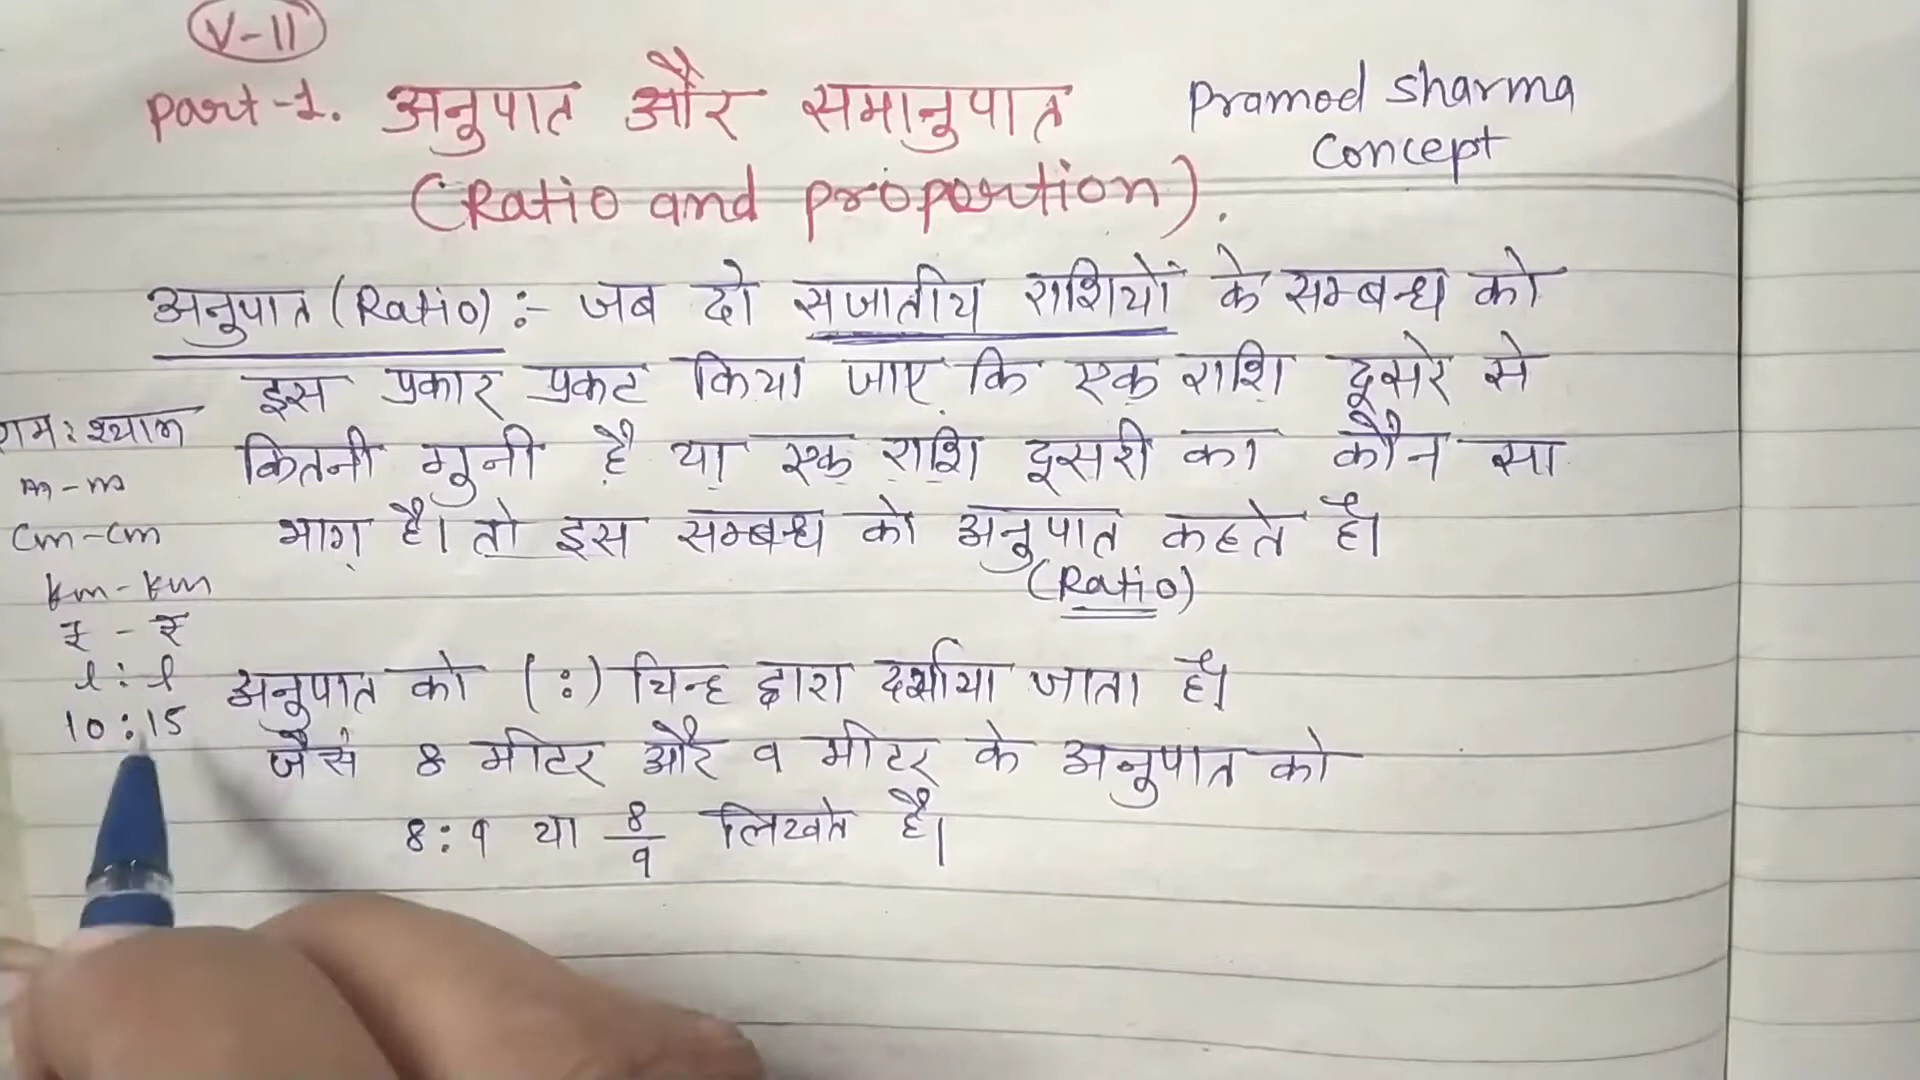 V-11
Part-1. अनुपात और समानुपात
(Ratio and proportion).
Pramod Sharma
Concept
अनुपात (Ratio) :- जब दो सजातीय राशियों के सम्बन्ध को
इस प्रकार प्रकट किया जाए कि एक राशि दूसरे से
कितनी गुनी है या एक राशि दूसरी का कौन सा
भाग है। तो इस सम्बन्ध को अनुपात कहते है।
(Ratio)
अनुपात को (:) चिन्ह द्वारा दर्शाया जाता है।
जैसे 8 मीटर और 9 मीटर के अनुपात को
8:9 या 8/9 लिखते है।
राम: श्याम
m-m
cm-cm
km-km
₹ - ₹
l : l
10:15